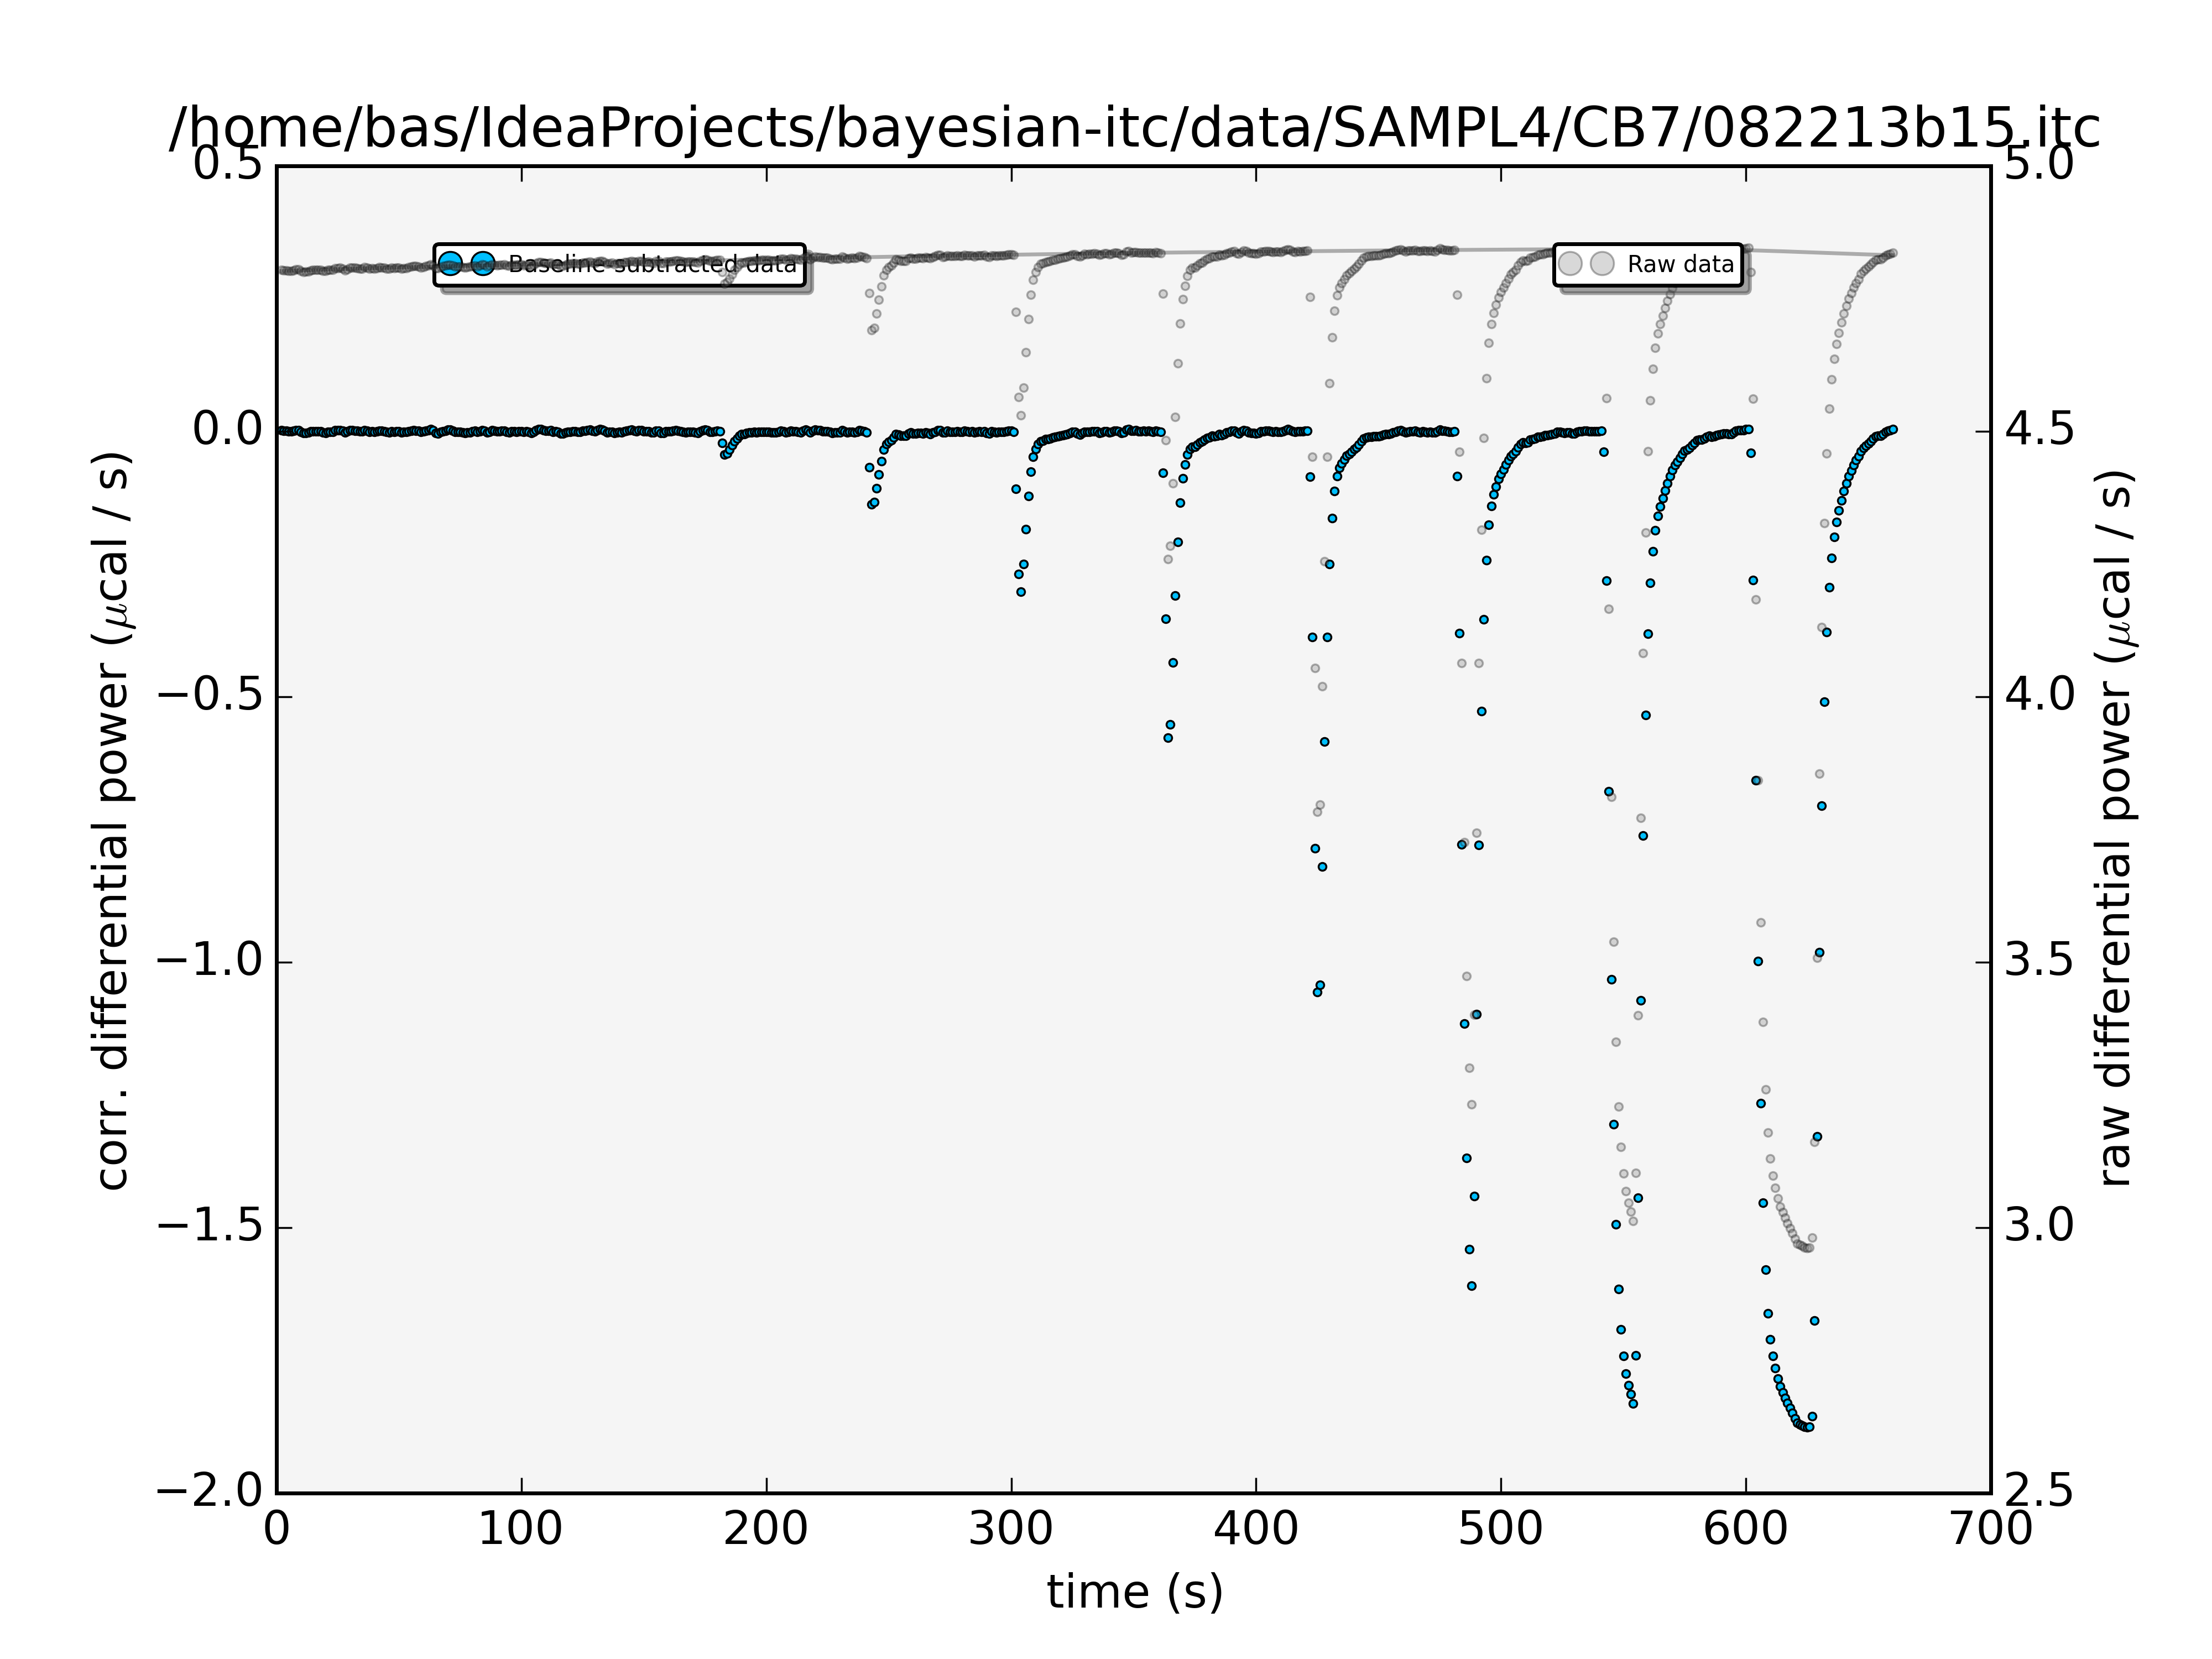 /home/bas/IdeaProjects/bayesian-itc/data/SAMPL4/CB7/082213b15.itc
0.5
0.0
−0.5
−1.0
−1.5
−2.0
corr. differential power (μcal / s)
Baseline subtracted data
Raw data
5.0
4.5
4.0
3.5
3.0
2.5
raw differential power (μcal / s)
0 100 200 300 400 500 600 700
time (s)